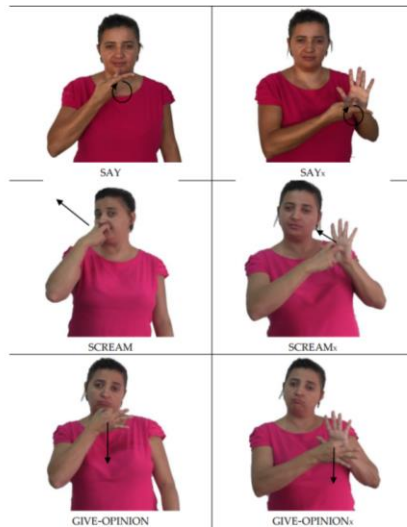 SAY
SAYx
SCREAM
SCREAMx
GIVE-OPINION
GIVE-OPINIONx